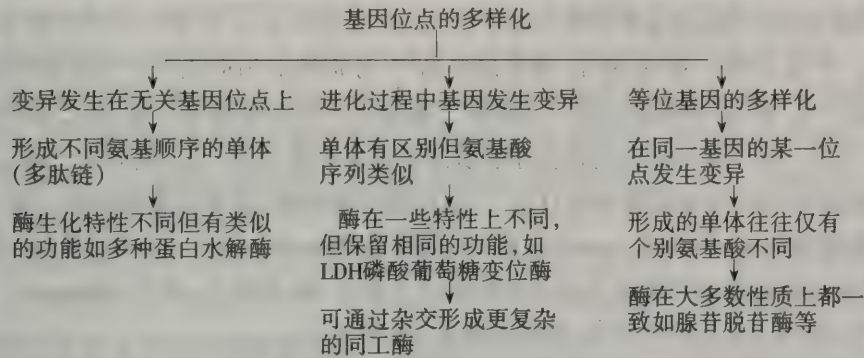 基因位点的多样化
变异发生在无关基因位点上
形成不同氨基顺序的单体
(多肽链)
酶生化特性不同但有类似
的功能如多种蛋白水解酶
进化过程中基因发生变异
单体有区别但氨基酸
序列类似
酶在一些特性上不同,
但保留相同的功能,如
LDH磷酸葡萄糖变位酶
可通过杂交形成更复杂
的同工酶
等位基因的多样化
在同一基因的某一位
点发生变异
形成的单体往往仅有
个别氨基酸不同
酶在大多数性质上都一
致如腺苷脱苷酶等